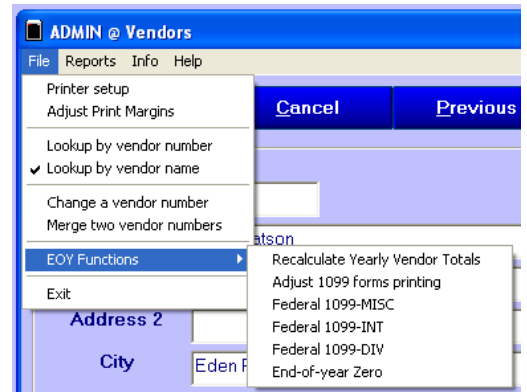 ADMIN @ Vendors
File Reports Info Help
Cancel Previous
Printer setup
Adjust Print Margins
Lookup by vendor number
Lookup by vendor name
Change a vendor number
Merge two vendor numbers
EOY Functions
Exit
Recalculate Yearly Vendor Totals
Adjust 1099 forms printing
Federal 1099-MISC
Federal 1099-INT
Federal 1099-DIV
End-of-year Zero
Address 2
City Eden